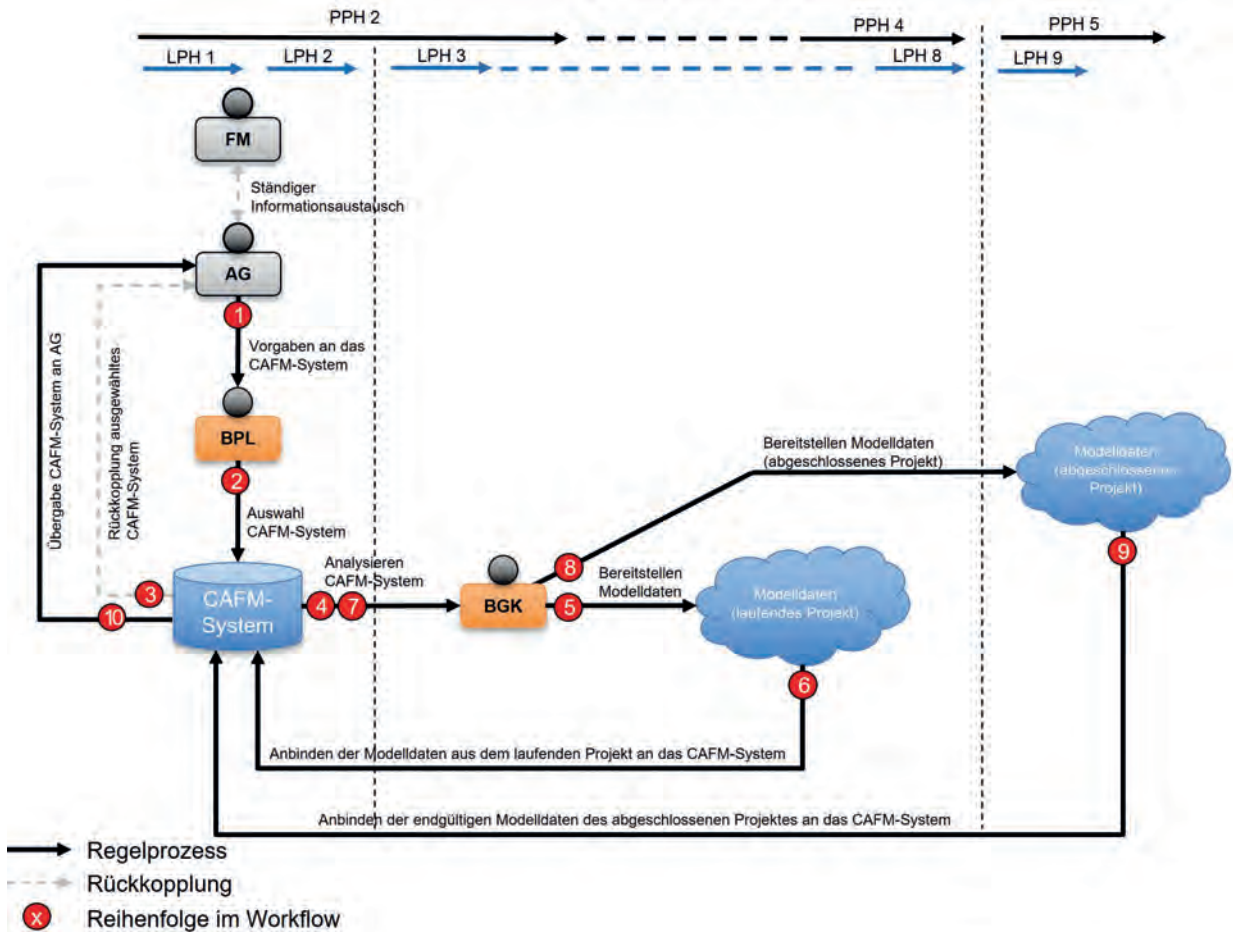 PPH 2
PPH 4
PPH 5
LPH 1
LPH 2
LPH 3
LPH 8
LPH 9
FM
Ständiger
Informationsaustausch
AG
1
Vorgaben an das
CAFM-System
Übergabe CAFM-System an AG
Rückkopplung ausgewähltes
CAFM-System
BPL
2
Auswahl
CAFM-System
Bereitstellen Modelldaten
(abgeschlossenes Projekt)
Modelldaten
(abgeschlossenen
Projekt)
9
3
10
CAFM-
System
Analysieren
CAFM-System
4
7
BGK
8
5
Bereitstellen
Modelldaten
Modelldaten
(laufendes Projekt)
6
Anbinden der Modelldaten aus dem laufenden Projekt an das CAFM-System
Anbinden der endgültigen Modelldaten des abgeschlossenen Projektes an das CAFM-System
Regelprozess
Rückkopplung
x Reihenfolge im Workflow